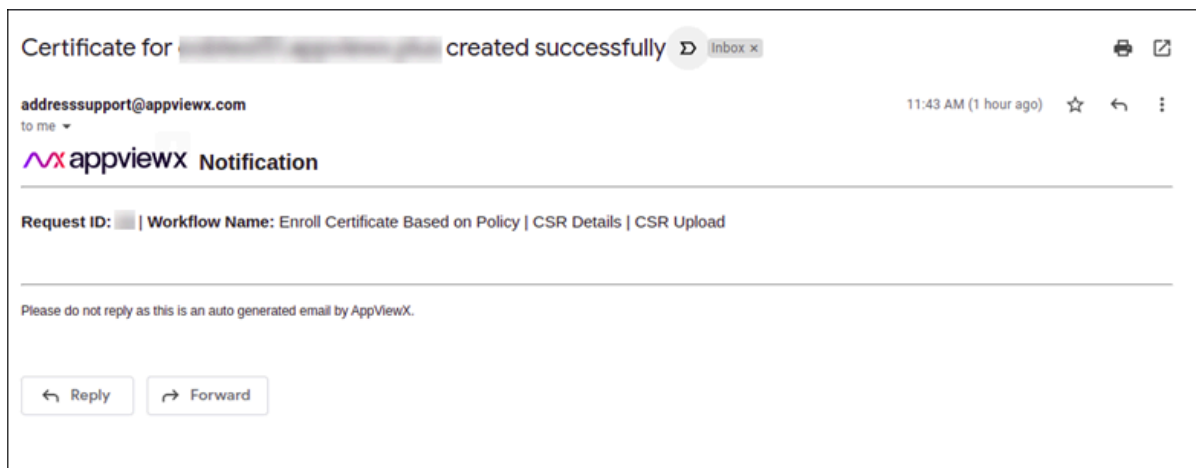 Certificate for created successfully Inbox ×
addresssupport@appviewx.com 11:43 AM (1 hour ago)
to me
appviewx Notification
Request ID: | Workflow Name: Enroll Certificate Based on Policy | CSR Details | CSR Upload
Please do not reply as this is an auto generated email by AppViewX.
Reply Forward